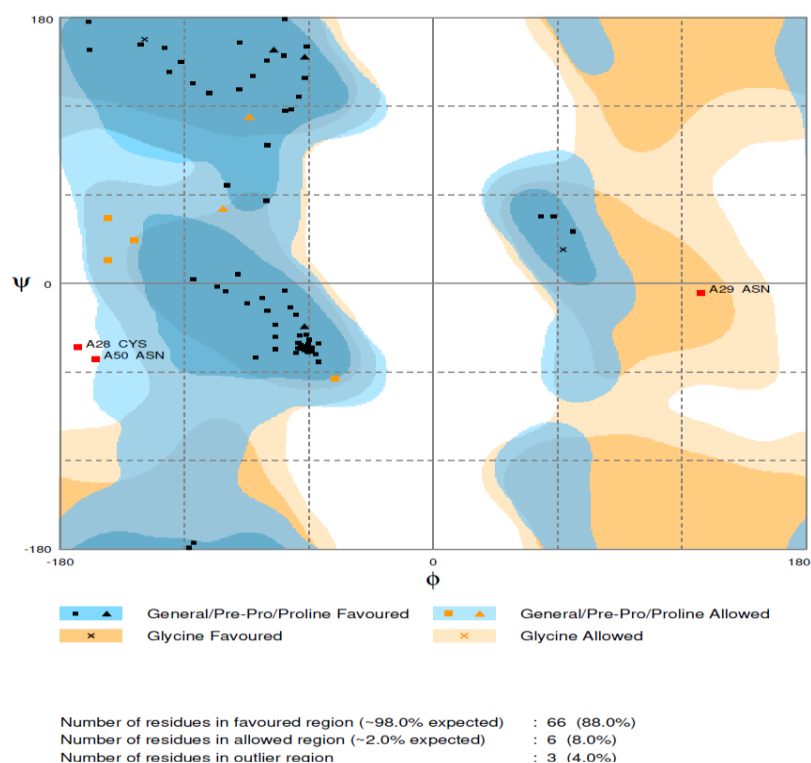 180
A28 CYS
A50 ASN
A29 ASN
ψ
0
-180
-180
0
180
ϕ
General/Pre-Pro/Proline Favoured
General/Pre-Pro/Proline Allowed
Glycine Favoured
Glycine Allowed
Number of residues in favoured region (~98.0% expected) : 66 (88.0%)
Number of residues in allowed region (~2.0% expected) : 6 (8.0%)
Number of residues in outlier region : 3 (4.0%)